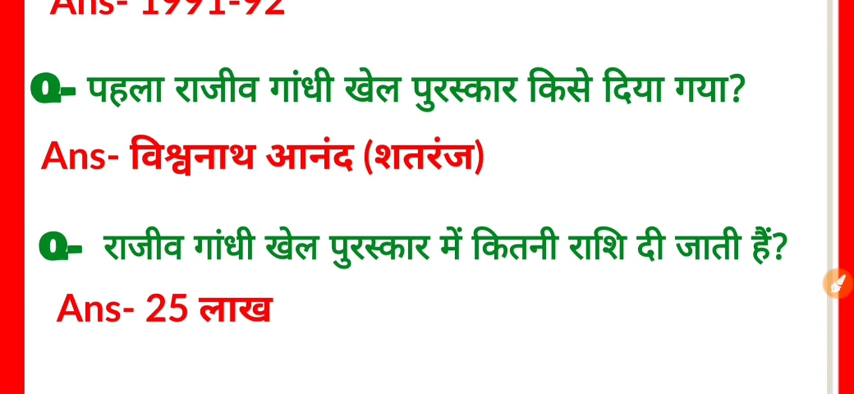 Ans- 1991-92
Q- पहला राजीव गांधी खेल पुरस्कार किसे दिया गया?
Ans- विश्वनाथ आनंद (शतरंज)
Q- राजीव गांधी खेल पुरस्कार में कितनी राशि दी जाती हैं?
Ans- 25 लाख